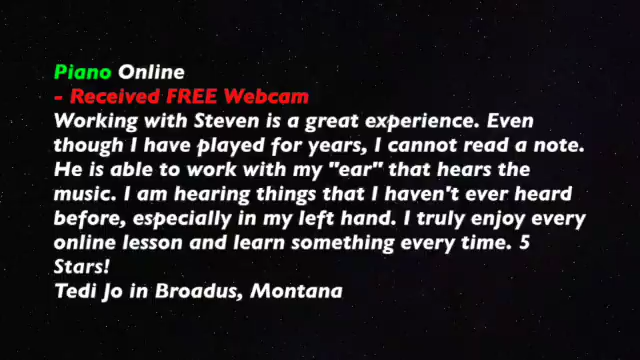 Piano Online
- Received FREE Webcam
Working with Steven is a great experience. Even
though I have played for years, I cannot read a note.
He is able to work with my "ear" that hears the
music. I am hearing things that I haven't ever heard
before, especially in my left hand. I truly enjoy every
online lesson and learn something every time. 5
Stars!
Tedi Jo in Broadus, Montana